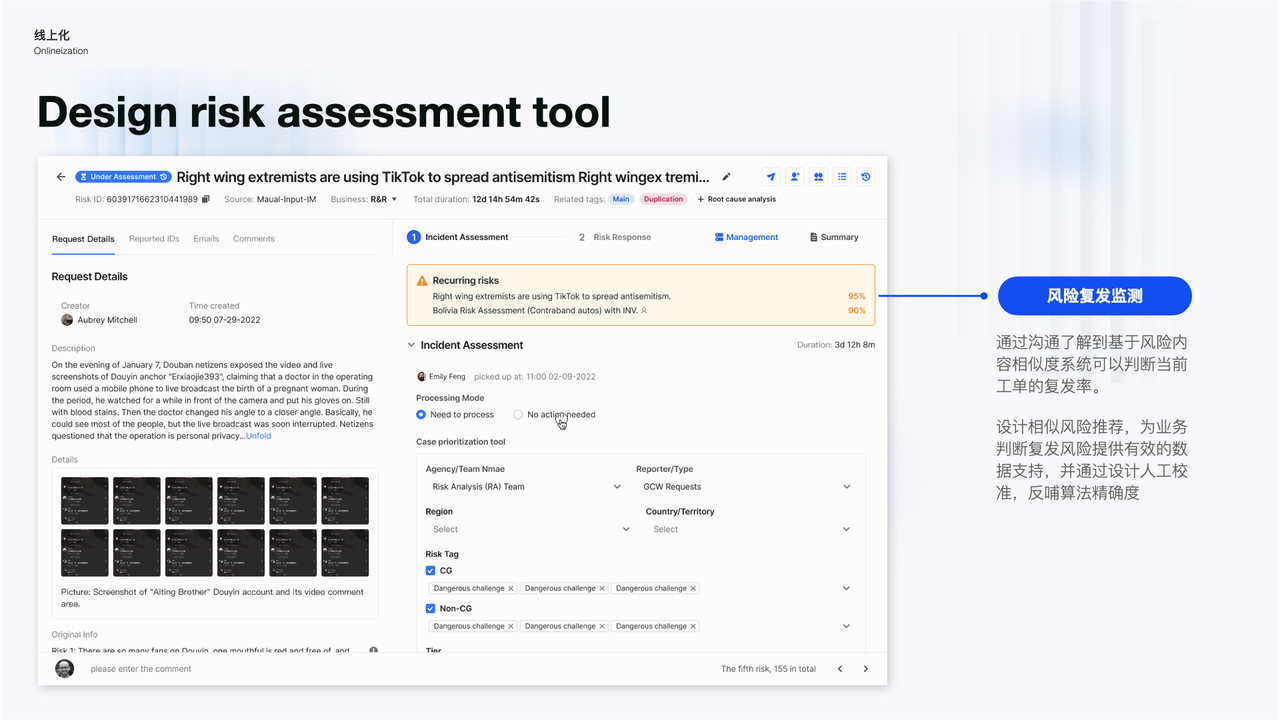 线上化
Onlineization
Design risk assessment tool
Under Assessment
Right wing extremists are using TikTok to spread antisemitism Right wingex tremi...
Risk ID: 6039171662310441989 Source: Maual-Input-IM Business: R&R Total duration: 12d 14h 54m 42s Related tags: Main Duplication + Root cause analysis
Request Details Reported IDs Emails Comments
1 Incident Assessment 2 Risk Response Management Summary
Request Details
Creator Time created
Aubrey Mitchell 09:50 07-29-2022
Description
On the evening of January 7, Douban netizens exposed the video and live
screenshots of Douyin anchor "Erxiaojie393", claiming that a doctor in the operating
room used a mobile phone to live broadcast the birth of a pregnant woman. During
the period, he watched for a while in front of the camera and put his gloves on. Still
with blood stains. Then the doctor changed his angle to a closer angle. Basically, he
could see most of the people, but the live broadcast was soon interrupted. Netizens
questioned that the operation is personal privacy...Unfold
Details
Picture: Screenshot of "Aiting Brother" Douyin account and its video comment
area.
Original Info
Risk 1: There are so many fans on Douyin, one mouthful is red and free of, and
please enter the comment
Recurring risks
Right wing extremists are using TikTok to spread antisemitism. 95%
Bolivia Risk Assessment (Contraband autos) with INV. 90%
Incident Assessment Duration: 3d 12h 8m
Emily Feng picked up at: 11:00 02-09-2022
Processing Mode
Need to process No action needed
Case prioritization tool
Agency/Team Nmae Reporter/Type
Risk Analysis (RA) Team GCW Requests
Region Country/Territory
Select Select
Risk Tag
CG
Dangerous challenge × Dangerous challenge × Dangerous challenge ×
Non-CG
Dangerous challenge × Dangerous challenge × Dangerous challenge ×
Tier
The fifth risk, 155 in total
风险复发监测
通过沟通了解到基于风险内
容相似度系统可以判断当前
工单的复发率。
设计相似风险推荐，为业务
判断复发风险提供有效的数
据支持，并通过设计人工校
准，反哺算法精确度